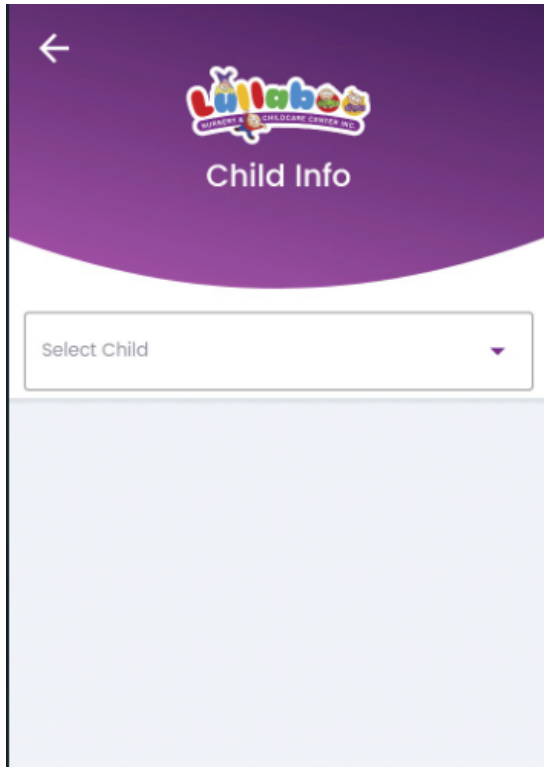 Lullaboo
NURSERY & CHILDCARE CENTER INC.
Child Info
Select Child